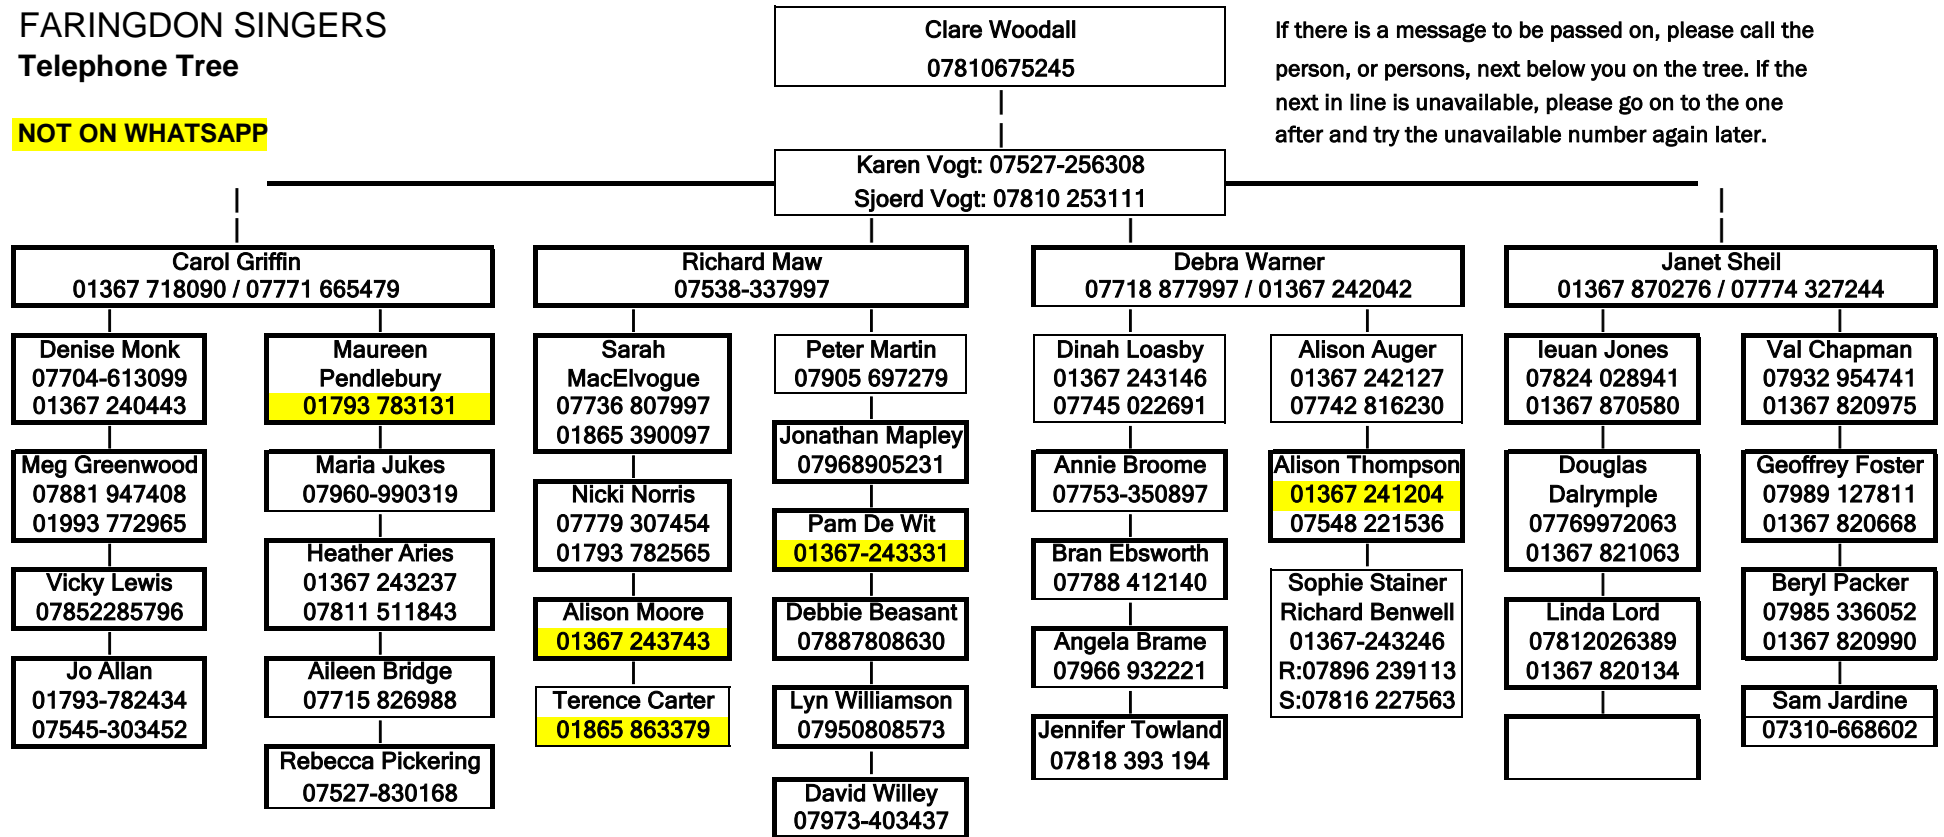 FARINGDON SINGERS
Telephone Tree
NOT ON WHATSAPP
Clare Woodall
07810675245
If there is a message to be passed on, please call the
person, or persons, next below you on the tree. If the
next in line is unavailable, please go on to the one
after and try the unavailable number again later.
Karen Vogt: 07527-256308
Sjoerd Vogt: 07810 253111
Carol Griffin
01367 718090 / 07771 665479
Denise Monk
07704-613099
01367 240443
Meg Greenwood
07881 947408
01993 772965
Vicky Lewis
07852285796
Jo Allan
01793-782434
07545-303452
Maureen
Pendlebury
01793 783131
Maria Jukes
07960-990319
Heather Aries
01367 243237
07811 511843
Aileen Bridge
07715 826988
Rebecca Pickering
07527-830168
Richard Maw
07538-337997
Sarah
MacElvogue
07736 807997
01865 390097
Nicki Norris
07779 307454
01793 782565
Alison Moore
01367 243743
Terence Carter
01865 863379
Peter Martin
07905 697279
Jonathan Mapley
07968905231
Pam De Wit
01367-243331
Debbie Beasant
07887808630
Lyn Williamson
07950808573
David Willey
07973-403437
Debra Warner
07718 877997 / 01367 242042
Dinah Loasby
01367 243146
07745 022691
Annie Broome
07753-350897
Bran Ebsworth
07788 412140
Angela Brame
07966 932221
Jennifer Towland
07818 393 194
Alison Auger
01367 242127
07742 816230
Alison Thompson
01367 241204
07548 221536
Sophie Stainer
Richard Benwell
01367-243246
R:07896 239113
S:07816 227563
Janet Sheil
01367 870276 / 07774 327244
Ieuan Jones
07824 028941
01367 870580
Douglas
Dalrymple
07769972063
01367 821063
Linda Lord
07812026389
01367 820134
Val Chapman
07932 954741
01367 820975
Geoffrey Foster
07989 127811
01367 820668
Beryl Packer
07985 336052
01367 820990
Sam Jardine
07310-668602